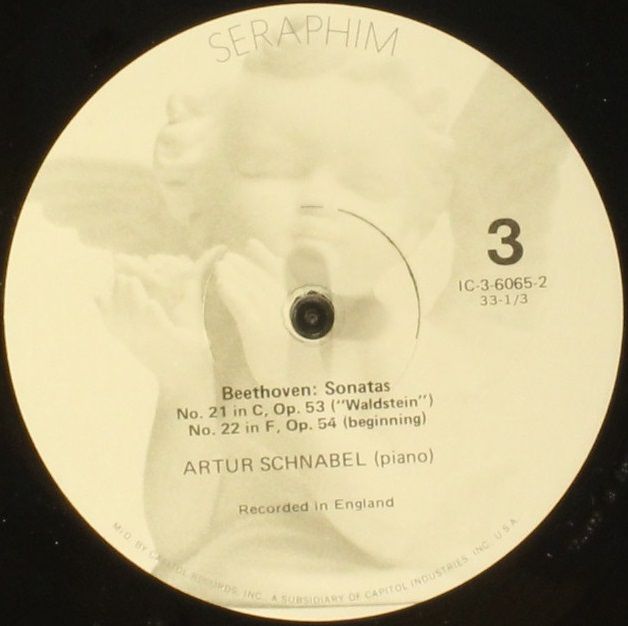 SERAPHIM
3
IC-3-6065-2
33-1/3
Beethoven: Sonatas
No. 21 in C, Op. 53 ("Waldstein")
No. 22 in F, Op. 54 (beginning)
ARTUR SCHNABEL (piano)
Recorded in England
M'D. BY CAPITOL RECORDS, INC., A SUBSIDIARY OF CAPITOL INDUSTRIES, INC. U.S.A.